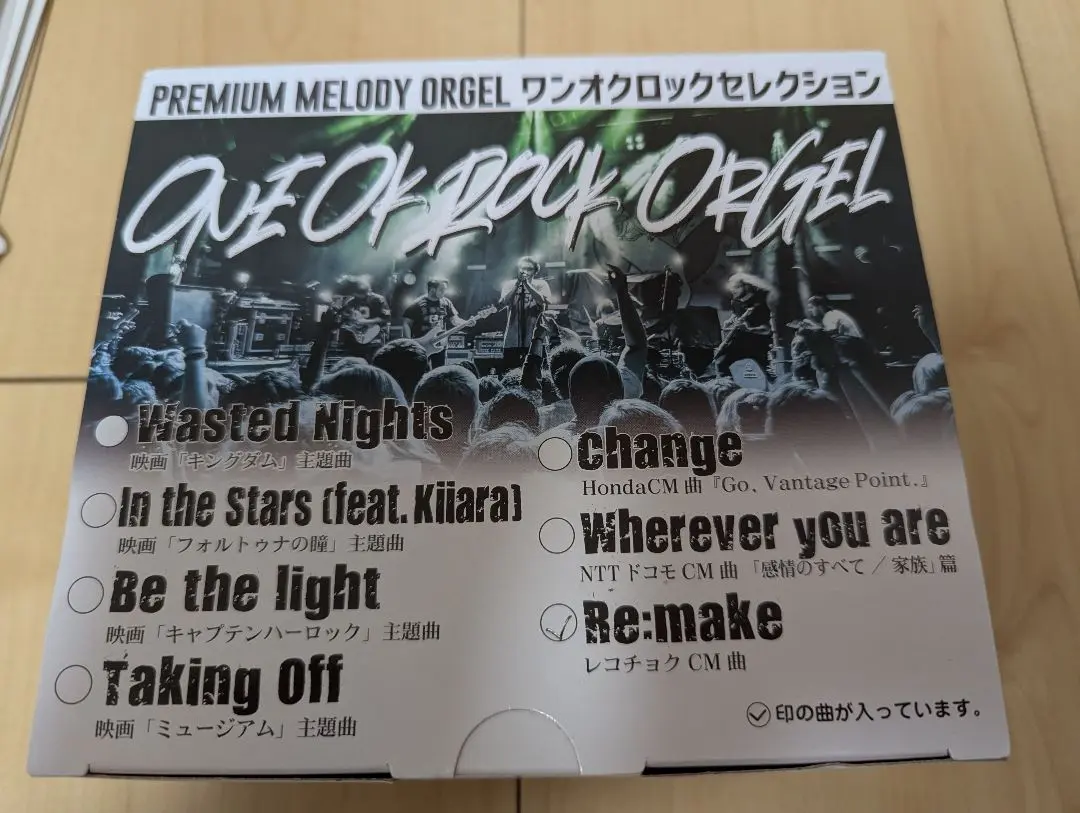 PREMIUM MELODY ORGEL ワンオクロックセレクション
ONE OK ROCK ORGEL
Wasted Nights
映画「キングダム」主題曲
In the Stars (feat. Kiiara)
映画「フォルトゥナの瞳」主題曲
Be the light
映画「キャプテンハーロック」主題曲
Taking Off
映画「ミュージアム」主題曲
change
HondaCM曲『Go, Vantage Point.』
Wherever you are
NTTドコモCM曲「感情のすべて／家族」篇
Re:make
レコチョクCM曲
印の曲が入っています。